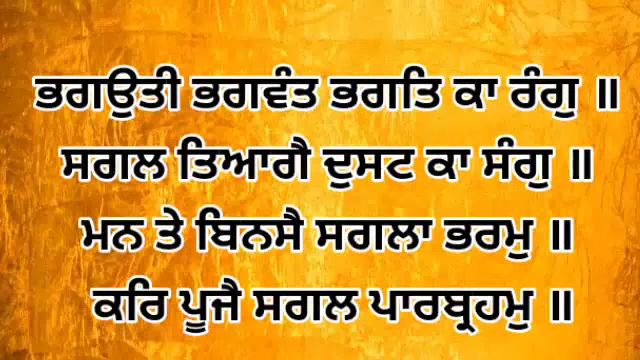 ਭਗਉਤੀ ਭਗਵੰਤ ਭਗਤਿ ਕਾ ਰੰਗੁ ॥
ਸਗਲ ਤਿਆਗੈ ਦੁਸਟ ਕਾ ਸੰਗੁ ॥
ਮਨ ਤੇ ਬਿਨਸੈ ਸਗਲਾ ਭਰਮੁ ॥
ਕਰਿ ਪੂਜੈ ਸਗਲ ਪਾਰਬ੍ਰਹਮੁ ॥